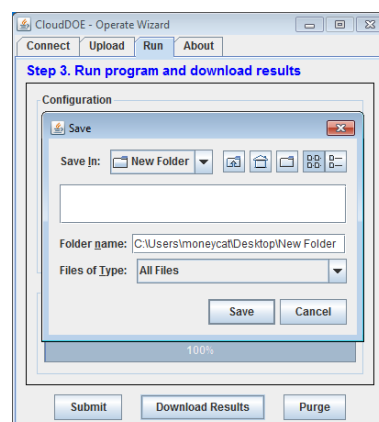 CloudDOE - Operate Wizard
Connect Upload Run About
Step 3. Run program and download results
Configuration
Save
Save In: New Folder
Folder name: C:\Users\moneycat\Desktop\New Folder
Files of Type: All Files
Save Cancel
100%
Submit Download Results Purge